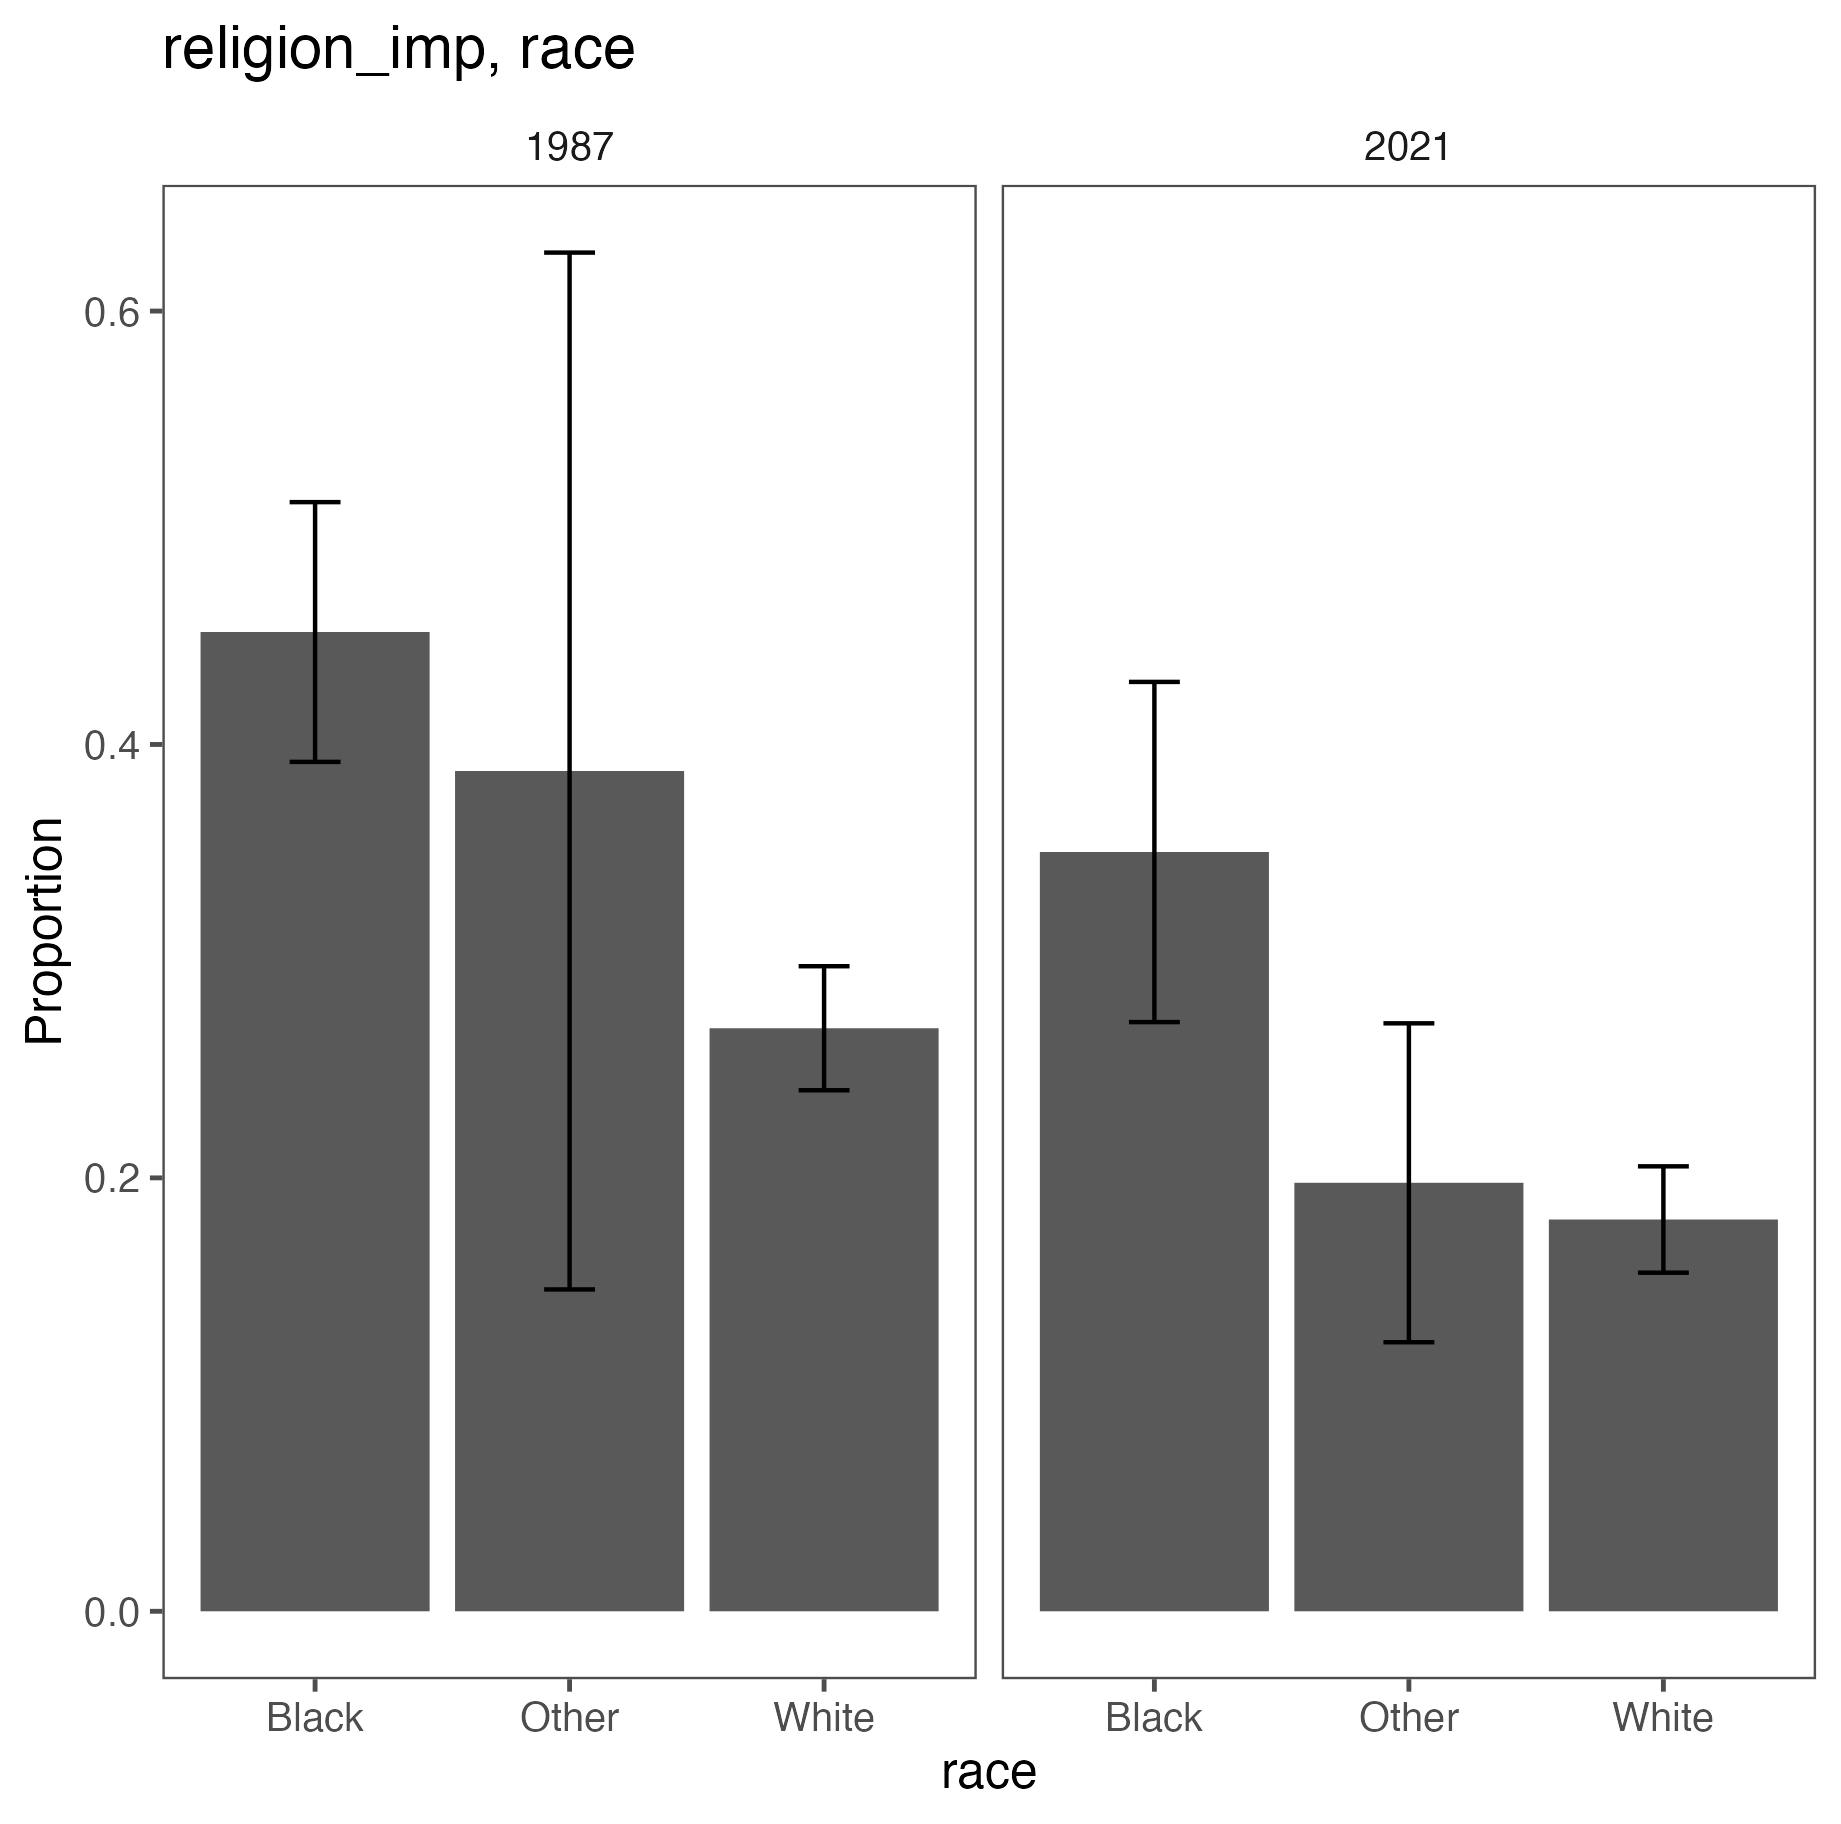 religion_imp, race
1987 2021
Proportion
0.6
0.4
0.2
0.0
Black Other White Black Other White
race